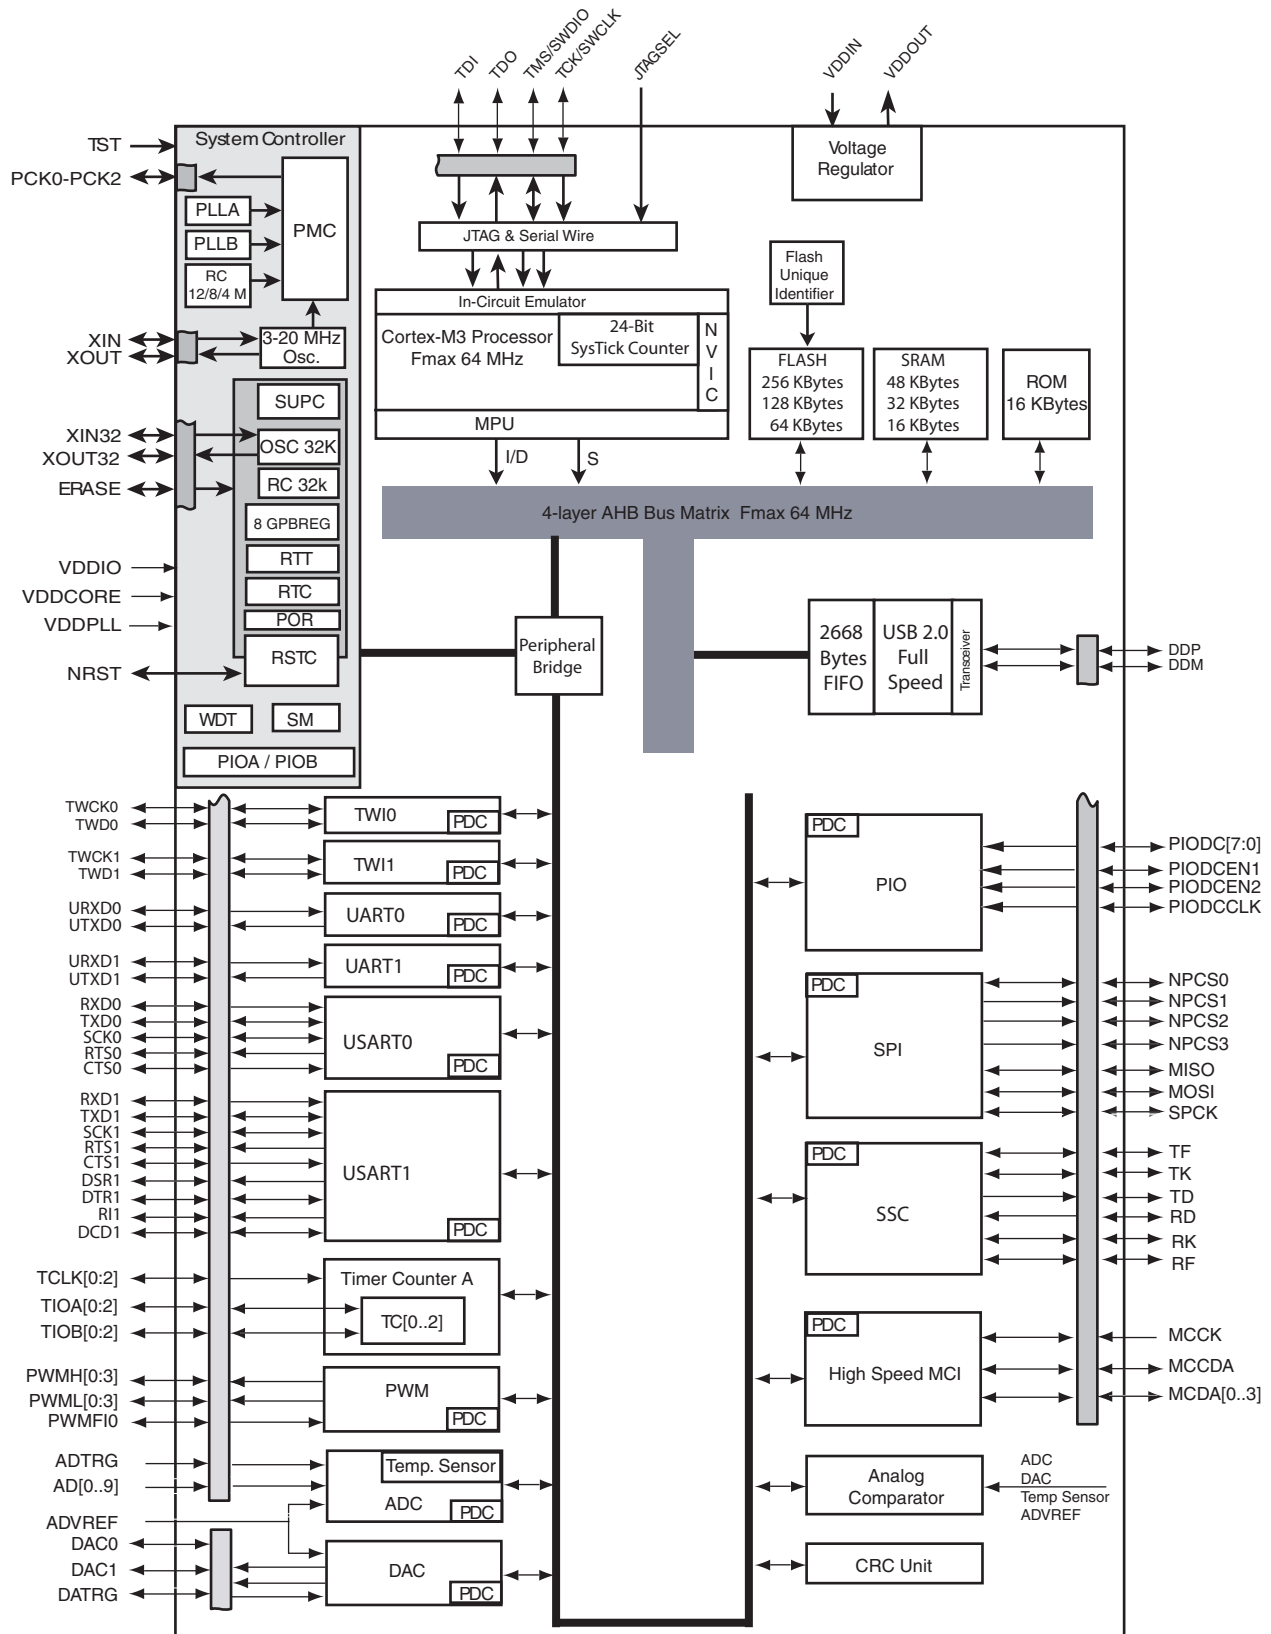 TDI
TDO
TMS/SWDIO
TCK/SWCLK
JTAGSEL
VDDIN
VDDOUT
TST
PCK0-PCK2
XIN
XOUT
XIN32
XOUT32
ERASE
VDDIO
VDDCORE
VDDPLL
NRST
System Controller
PMC
PLLA
PLLB
RC
12/8/4 M
3-20 MHz
Osc.
SUPC
OSC 32K
RC 32k
8 GPBREG
RTT
RTC
POR
RSTC
WDT
SM
PIOA / PIOB
Voltage
Regulator
JTAG & Serial Wire
In-Circuit Emulator
Cortex-M3 Processor
Fmax 64 MHz
24-Bit
SysTick Counter
N
V
I
C
MPU
I/D
S
Flash
Unique
Identifier
FLASH
256 KBytes
128 KBytes
64 KBytes
SRAM
48 KBytes
32 KBytes
16 KBytes
ROM
16 KBytes
4-layer AHB Bus Matrix Fmax 64 MHz
Peripheral
Bridge
2668
Bytes
FIFO
USB 2.0
Full
Speed
Transceiver
DDP
DDM
TWCK0
TWD0
TWI0
PDC
TWCK1
TWD1
TWI1
PDC
URXD0
UTXD0
UART0
PDC
URXD1
UTXD1
UART1
PDC
RXD0
TXD0
SCK0
RTS0
CTS0
USART0
PDC
RXD1
TXD1
SCK1
RTS1
CTS1
DSR1
DTR1
RI1
DCD1
USART1
PDC
TCLK[0:2]
TIOA[0:2]
TIOB[0:2]
Timer Counter A
TC[0..2]
PWMH[0:3]
PWML[0:3]
PWMFI0
PWM
PDC
ADTRG
AD[0..9]
ADVREF
Temp. Sensor
ADC
PDC
DAC0
DAC1
DATRG
DAC
PDC
PDC
PIO
PIODC[7:0]
PIODCEN1
PIODCEN2
PIODCCLK
PDC
SPI
NPCS0
NPCS1
NPCS2
NPCS3
MISO
MOSI
SPCK
PDC
SSC
TF
TK
TD
RD
RK
RF
PDC
High Speed MCI
MCCK
MCCDA
MCDA[0..3]
Analog
Comparator
ADC
DAC
Temp Sensor
ADVREF
CRC Unit